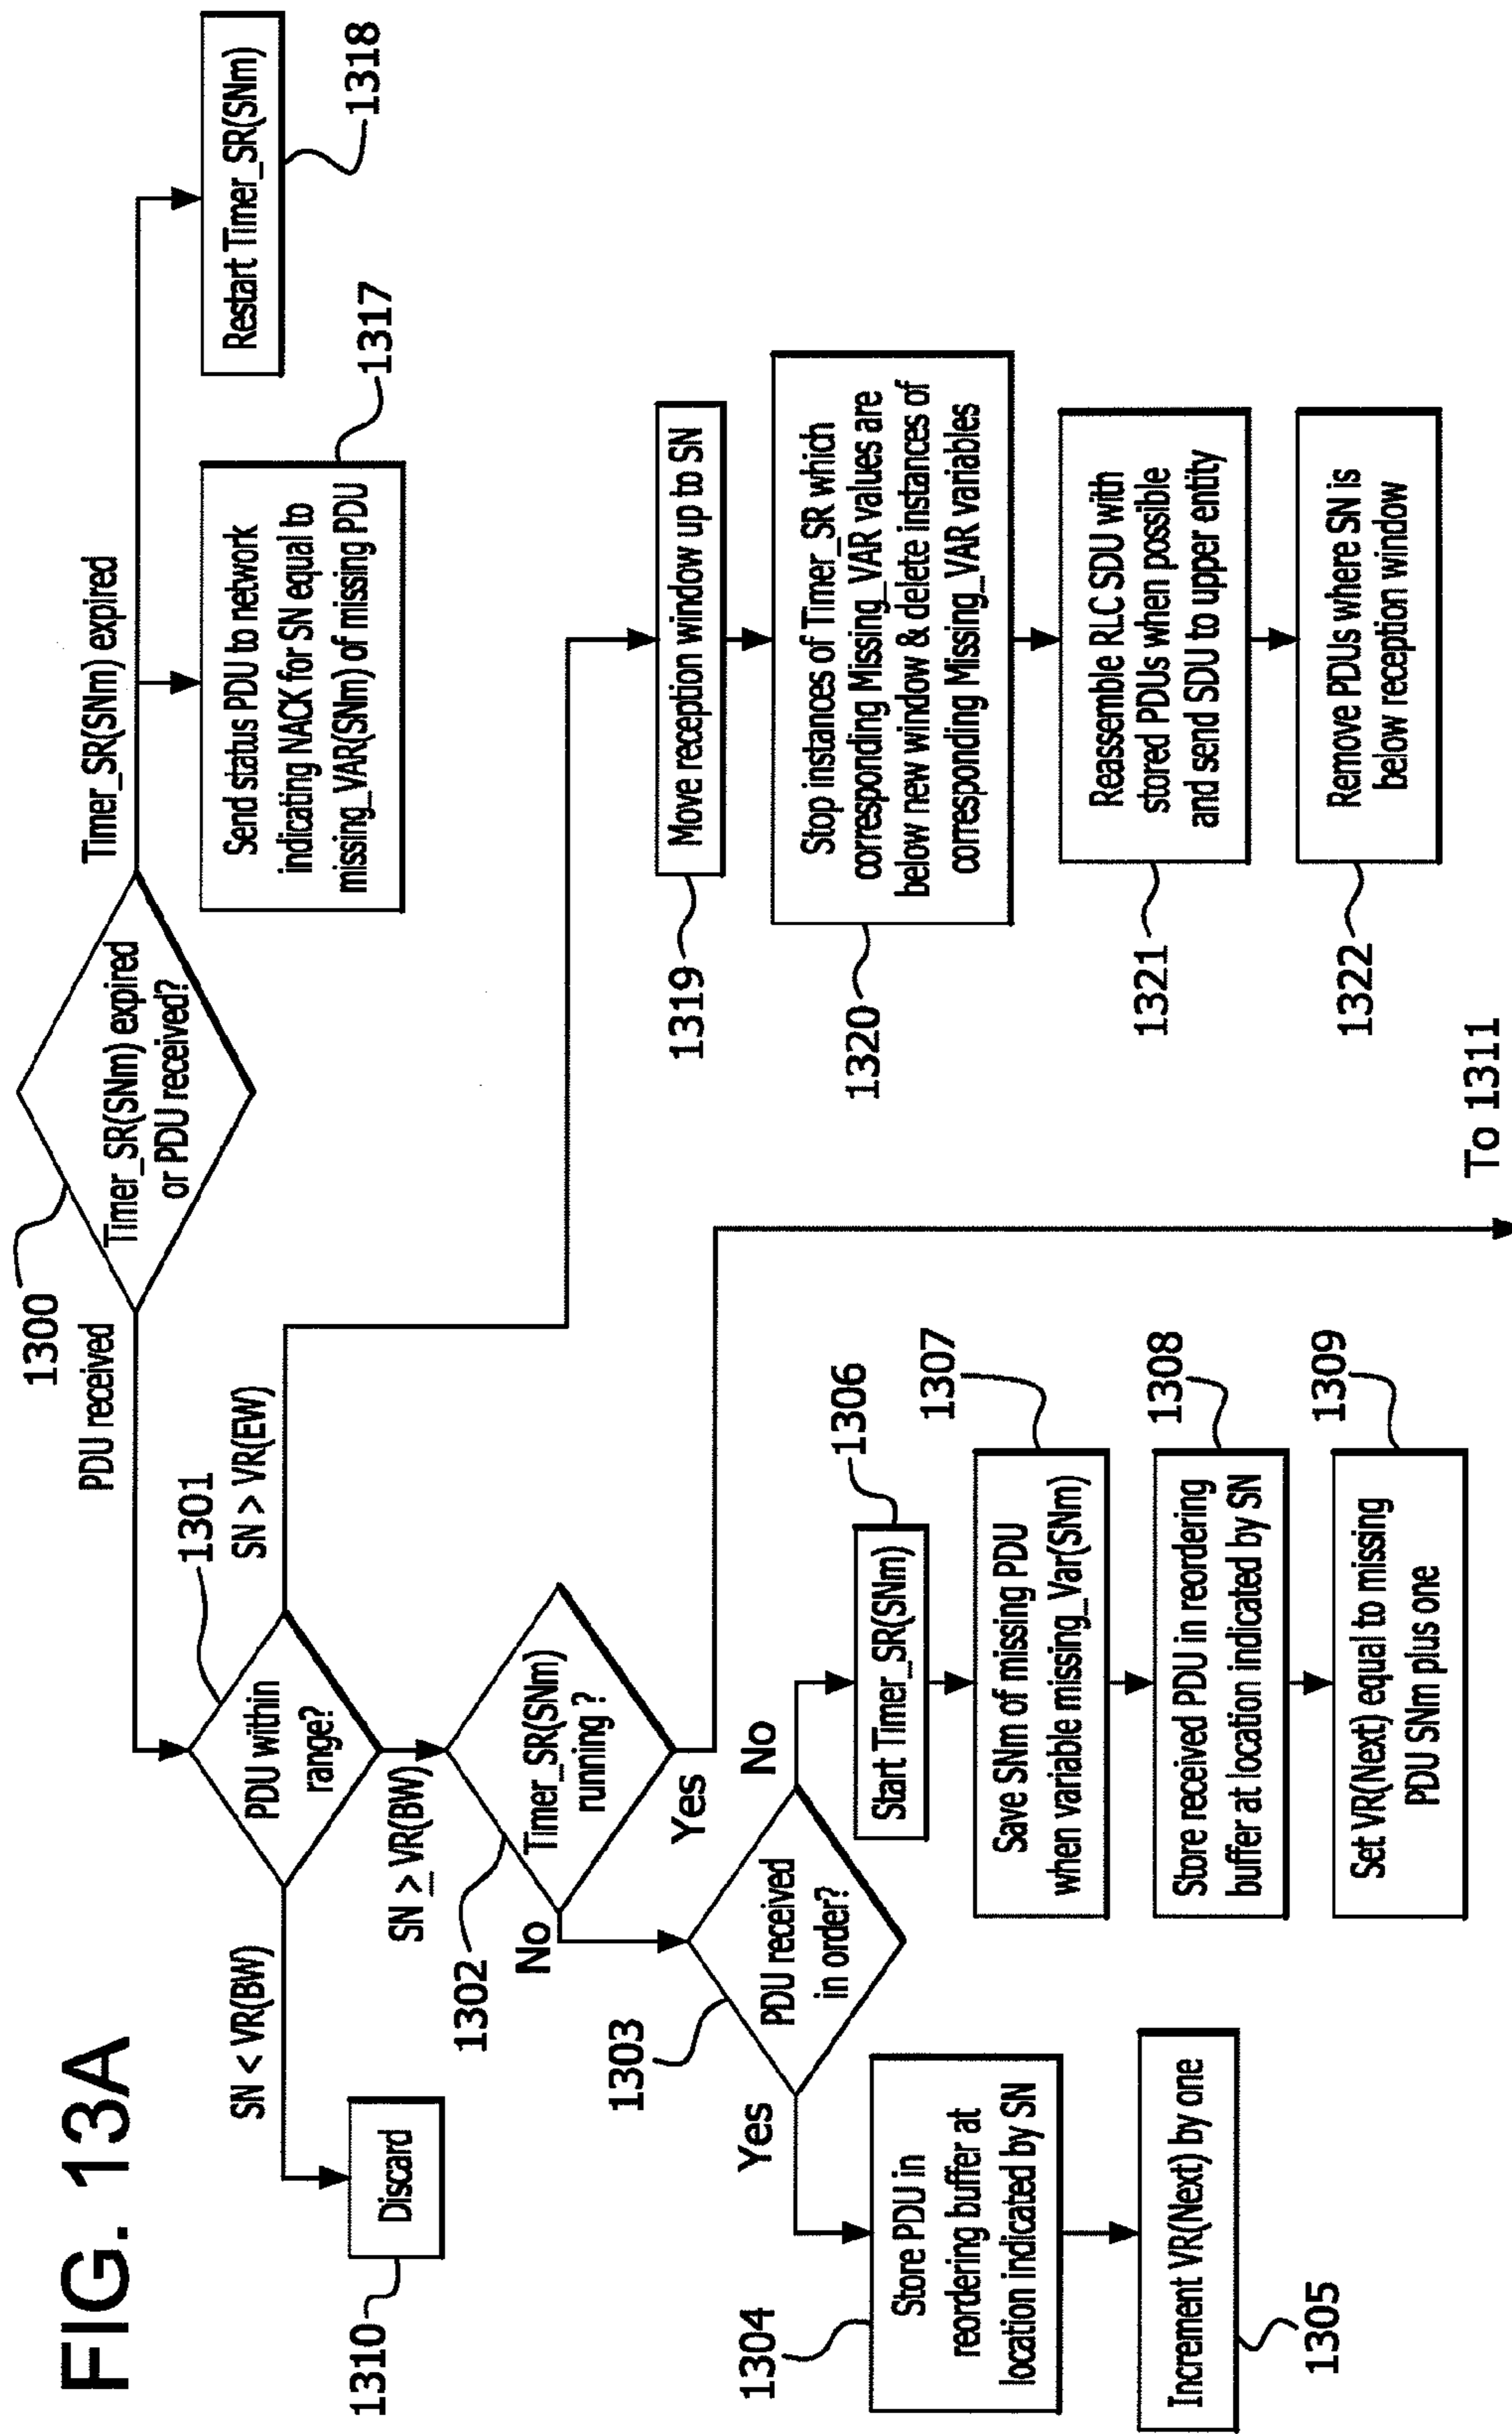 FIG. 13A
1300
Timer_SR(SNm) expired
or PDU received?
PDU received
Timer_SR(SNm) expired
1301
PDU within
range?
SN < VR(BW)
SN > VR(EW)
SN ≥ VR(BW)
Send status PDU to network
indicating NACK for SN equal to
missing_VAR(SNm) of missing PDU
1317
Restart Timer_SR(SNm)
1318
1310
Discard
1302
Timer_SR(SNm)
running ?
No
Yes
1303
PDU received
in order?
Yes
No
1304
Store PDU in
reordering buffer at
location indicated by SN
Increment VR(Next) by one
1305
Start Timer_SR(SNm)
1306
Save SNm of missing PDU
when variable missing_Var(SNm)
1307
Store received PDU in reordering
buffer at location indicated by SN
1308
Set VR(Next) equal to missing
PDU SNm plus one
1309
Move reception window up to SN
1319
Stop instances of Timer_SR which
corresponding Missing_VAR values are
below new window & delete instances of
corresponding Missing_VAR variables
1320
Reassemble RLC SDU with
stored PDUs when possible
and send SDU to upper entity
1321
Remove PDUs where SN is
below reception window
1322
To 1311